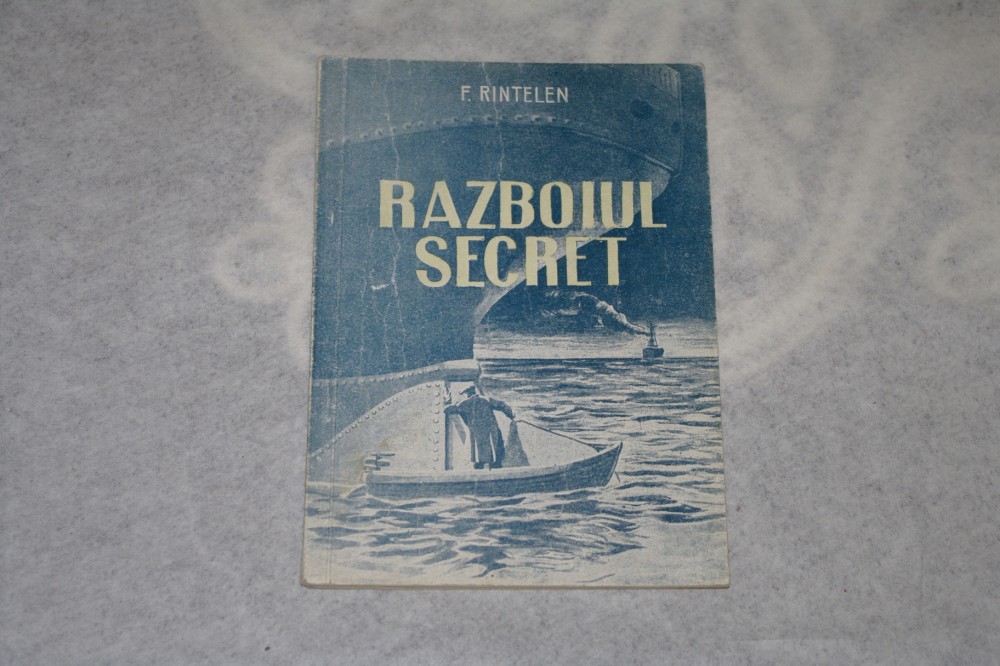 F. RINTELEN
RAZBOIUL
SECRET